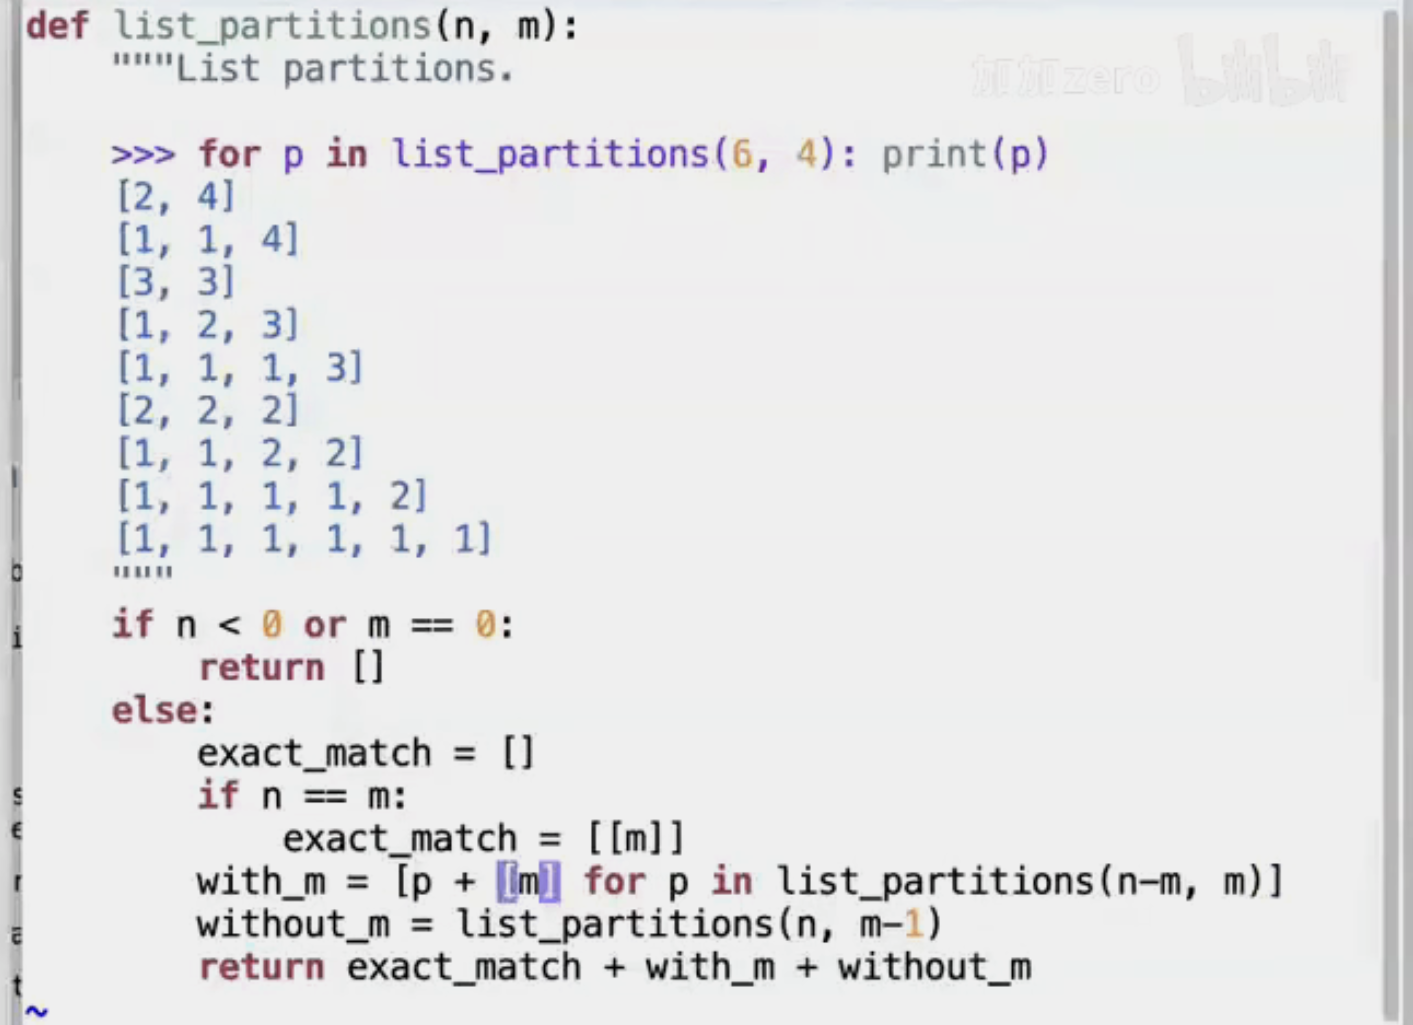 def list_partitions(n, m):
    """List partitions.
加加zero bilibili
    >>> for p in list_partitions(6, 4): print(p)
    [2, 4]
    [1, 1, 4]
    [3, 3]
    [1, 2, 3]
    [1, 1, 1, 3]
    [2, 2, 2]
    [1, 1, 2, 2]
    [1, 1, 1, 1, 2]
    [1, 1, 1, 1, 1, 1]
    """
    if n < 0 or m == 0:
        return []
    else:
        exact_match = []
        if n == m:
            exact_match = [[m]]
        with_m = [p + [m] for p in list_partitions(n-m, m)]
        without_m = list_partitions(n, m-1)
        return exact_match + with_m + without_m
~